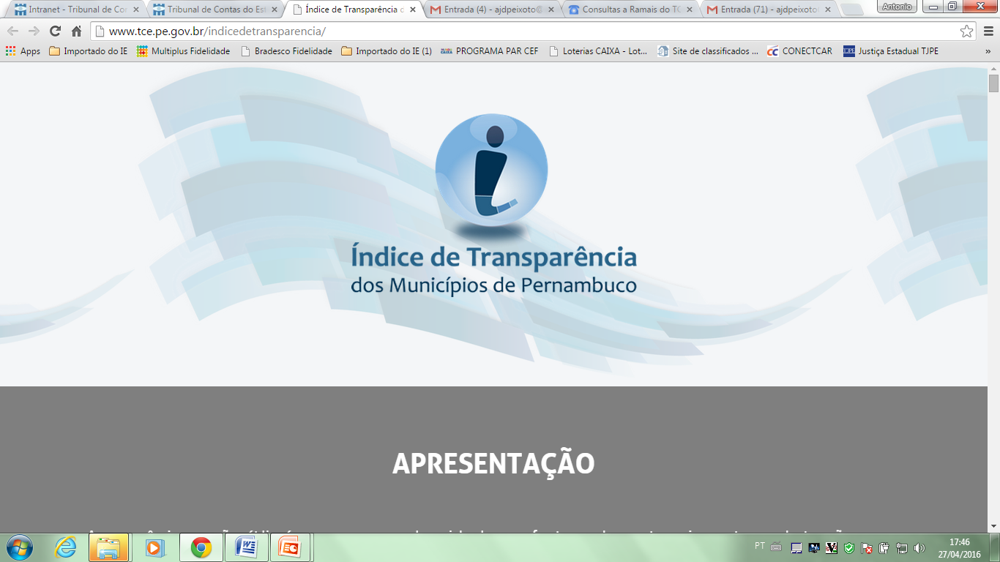 Intranet - Tribunal de Cor
Tribunal de Contas do Est
Índice de Transparência d
Entrada (4) - ajdpeixoto@
Consultas a Ramais do TC
Entrada (71) - ajdpeixoto
Antonio
www.tce.pe.gov.br/indicedetransparencia/
Apps
Importado do IE
Multiplus Fidelidade
Bradesco Fidelidade
Importado do IE (1)
PROGRAMA PAR CEF
Loterias CAIXA - Lot...
Site de classificados ...
CONECTCAR
Justiça Estadual TJPE
»
Índice de Transparência
dos Municípios de Pernambuco
APRESENTAÇÃO
PT
17:46
27/04/2016